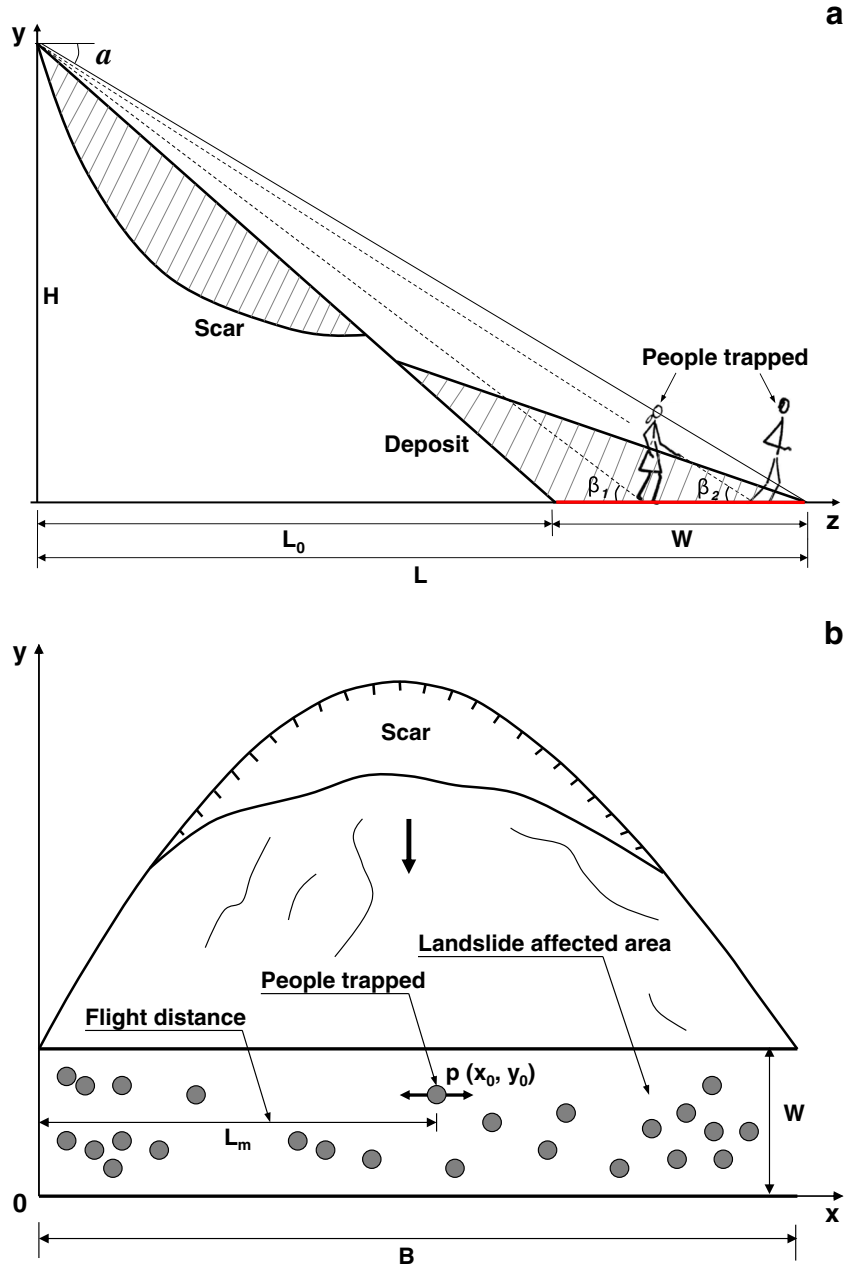 a
y
a
H
Scar
People trapped
Deposit
β1
β2
z
L0
W
L
b
y
Scar
Landslide affected area
People trapped
Flight distance
p (x0, y0)
W
Lm
0
x
B